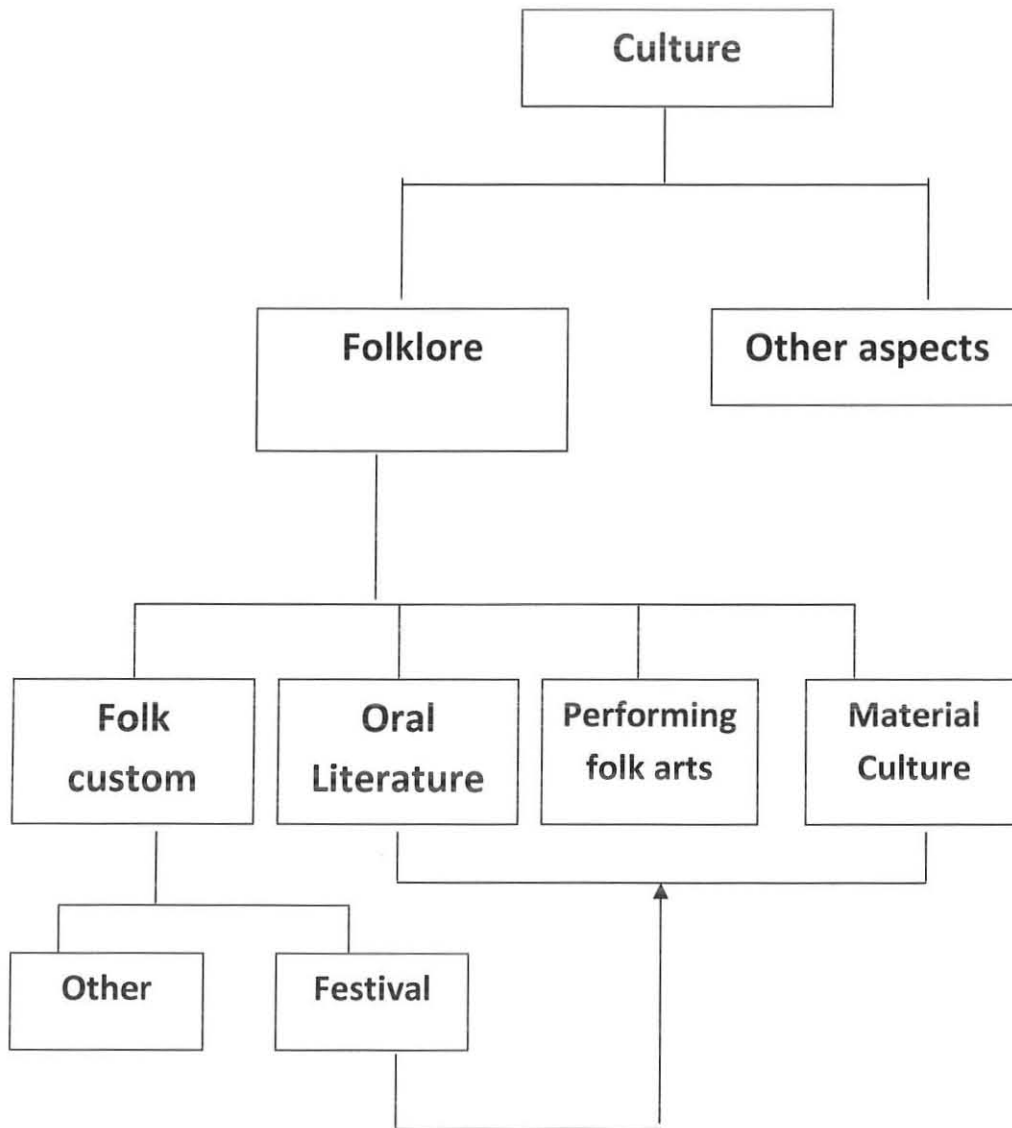 Culture
Folklore
Other aspects
Folk
custom
Oral
Literature
Performing
folk arts
Material
Culture
Other
Festival